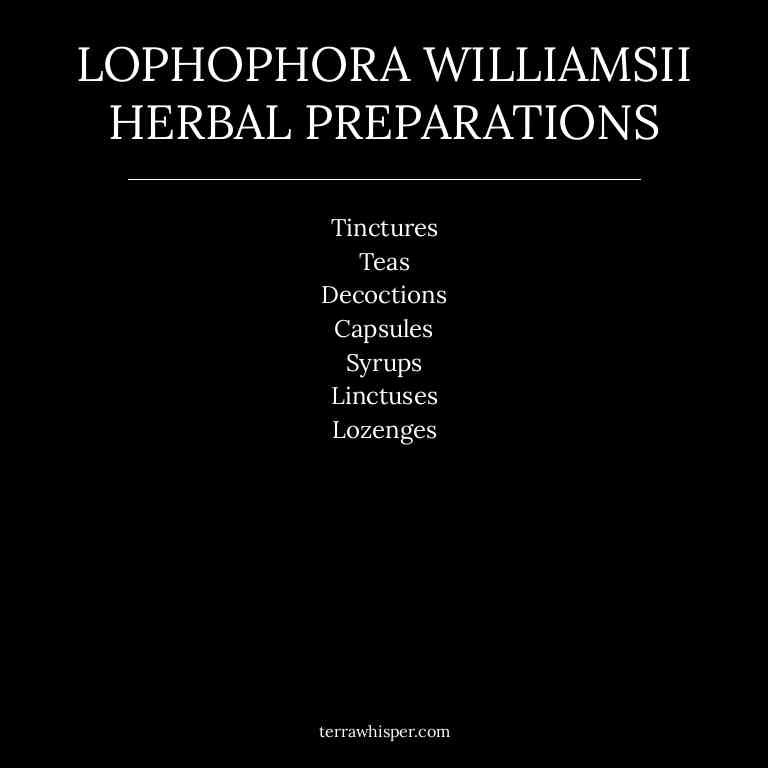 LOPHOPHORA WILLIAMSII
HERBAL PREPARATIONS
Tinctures
Teas
Decoctions
Capsules
Syrups
Linctuses
Lozenges
terrawhisper.com